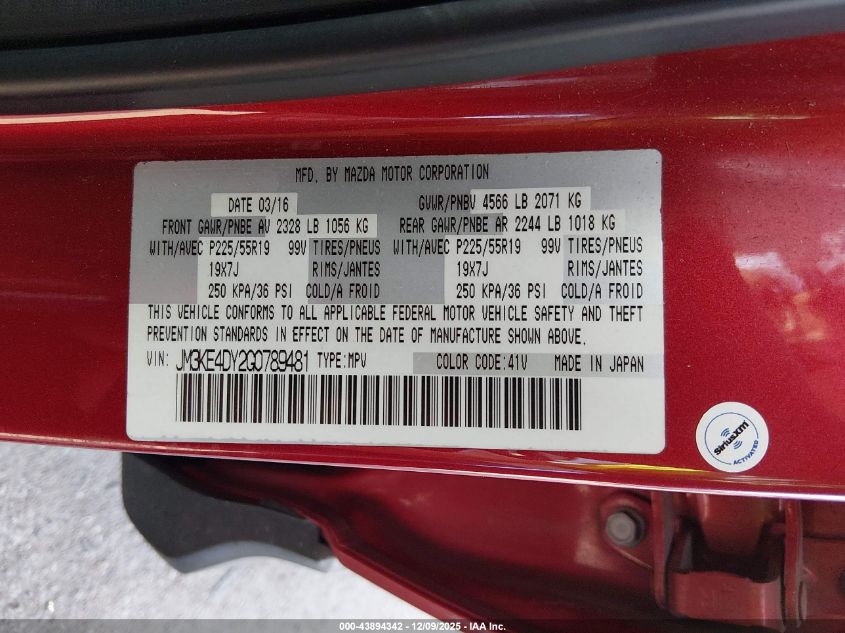 MFD. BY MAZDA MOTOR CORPORATION
DATE 03/16 GVWR/PNBV 4566 LB 2071 KG
FRONT GAWR/PNBE AV 2328 LB 1056 KG REAR GAWR/PNBE AR 2244 LB 1018 KG
WITH/AVEC P225/55R19 99V TIRES/PNEUS WITH/AVEC P225/55R19 99V TIRES/PNEUS
19X7J RIMS/JANTES 19X7J RIMS/JANTES
250 KPA/36 PSI COLD/A FROID 250 KPA/36 PSI COLD/A FROID
THIS VEHICLE CONFORMS TO ALL APPLICABLE FEDERAL MOTOR VEHICLE SAFETY AND THEFT
PREVENTION STANDARDS IN EFFECT ON THE DATE OF MANUFACTURE SHOWN ABOVE.
VIN: JM3KE4DY2G0789481 TYPE:MPV COLOR CODE:41V MADE IN JAPAN
SiriusXM
ACTIVATED
000-43894342 | 12/09/2025 | IAA Inc.